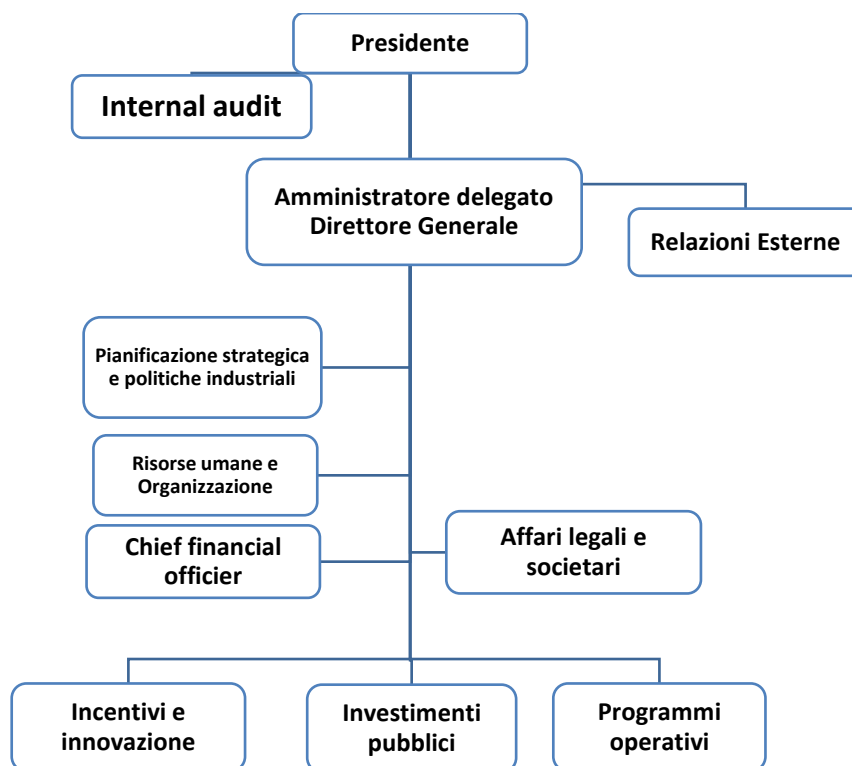 Presidente
Internal audit
Amministratore delegato
Direttore Generale
Relazioni Esterne
Pianificazione strategica
e politiche industriali
Risorse umane e
Organizzazione
Chief financial
officier
Affari legali e
societari
Incentivi e
innovazione
Investimenti
pubblici
Programmi
operativi